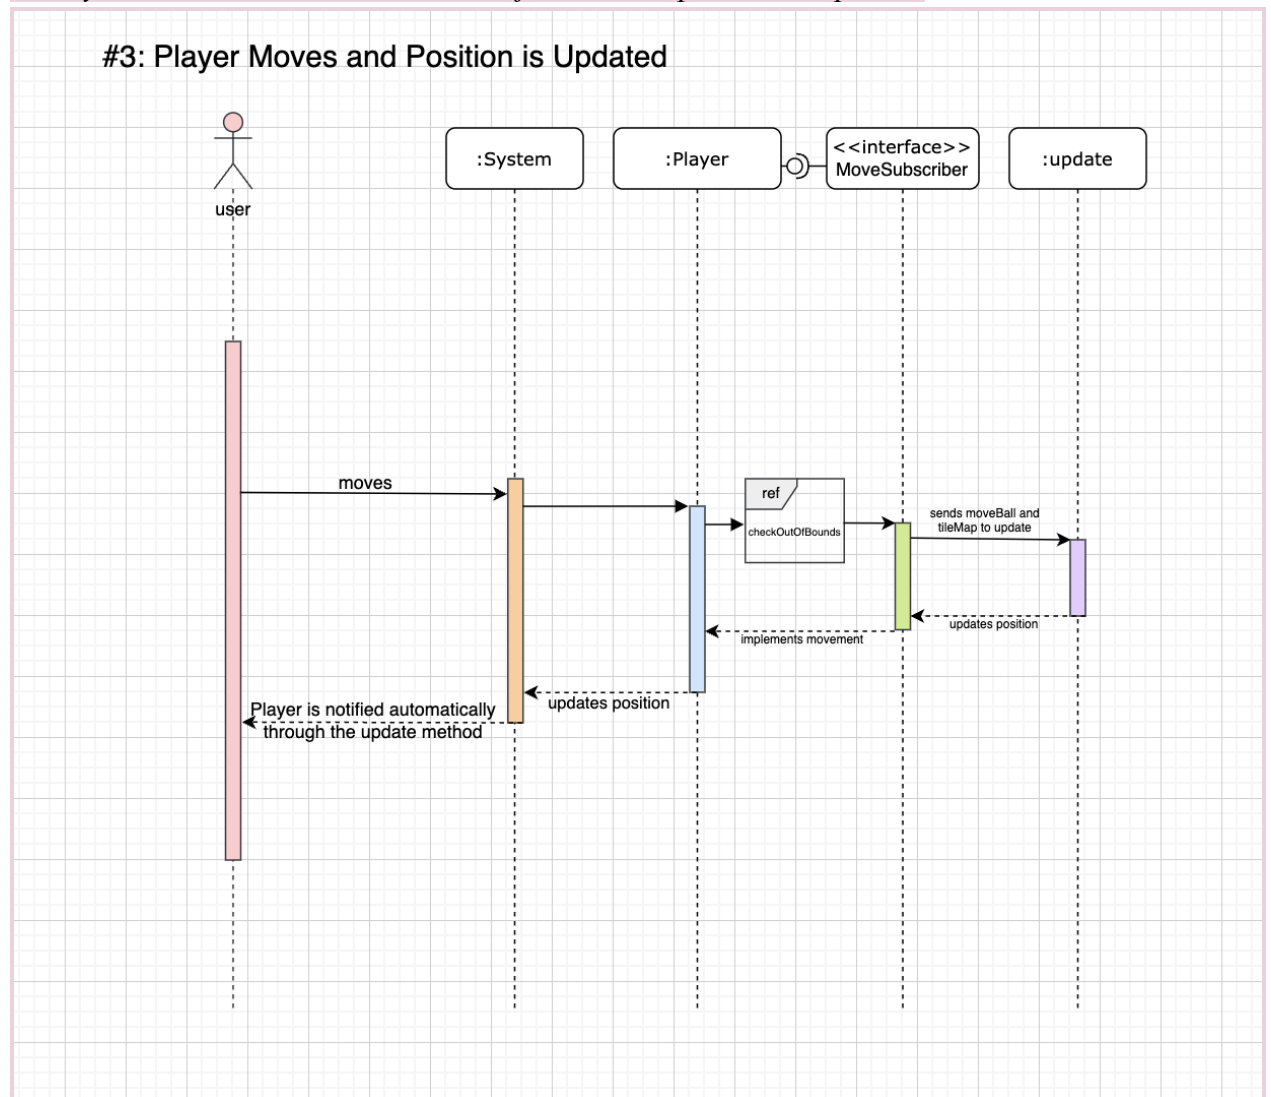 #3: Player Moves and Position is Updated
user
:System
:Player
<<interface>>
MoveSubscriber
:update
moves
ref
checkOutOfBounds
sends moveBall and
tileMap to update
updates position
implements movement
updates position
Player is notified automatically
through the update method